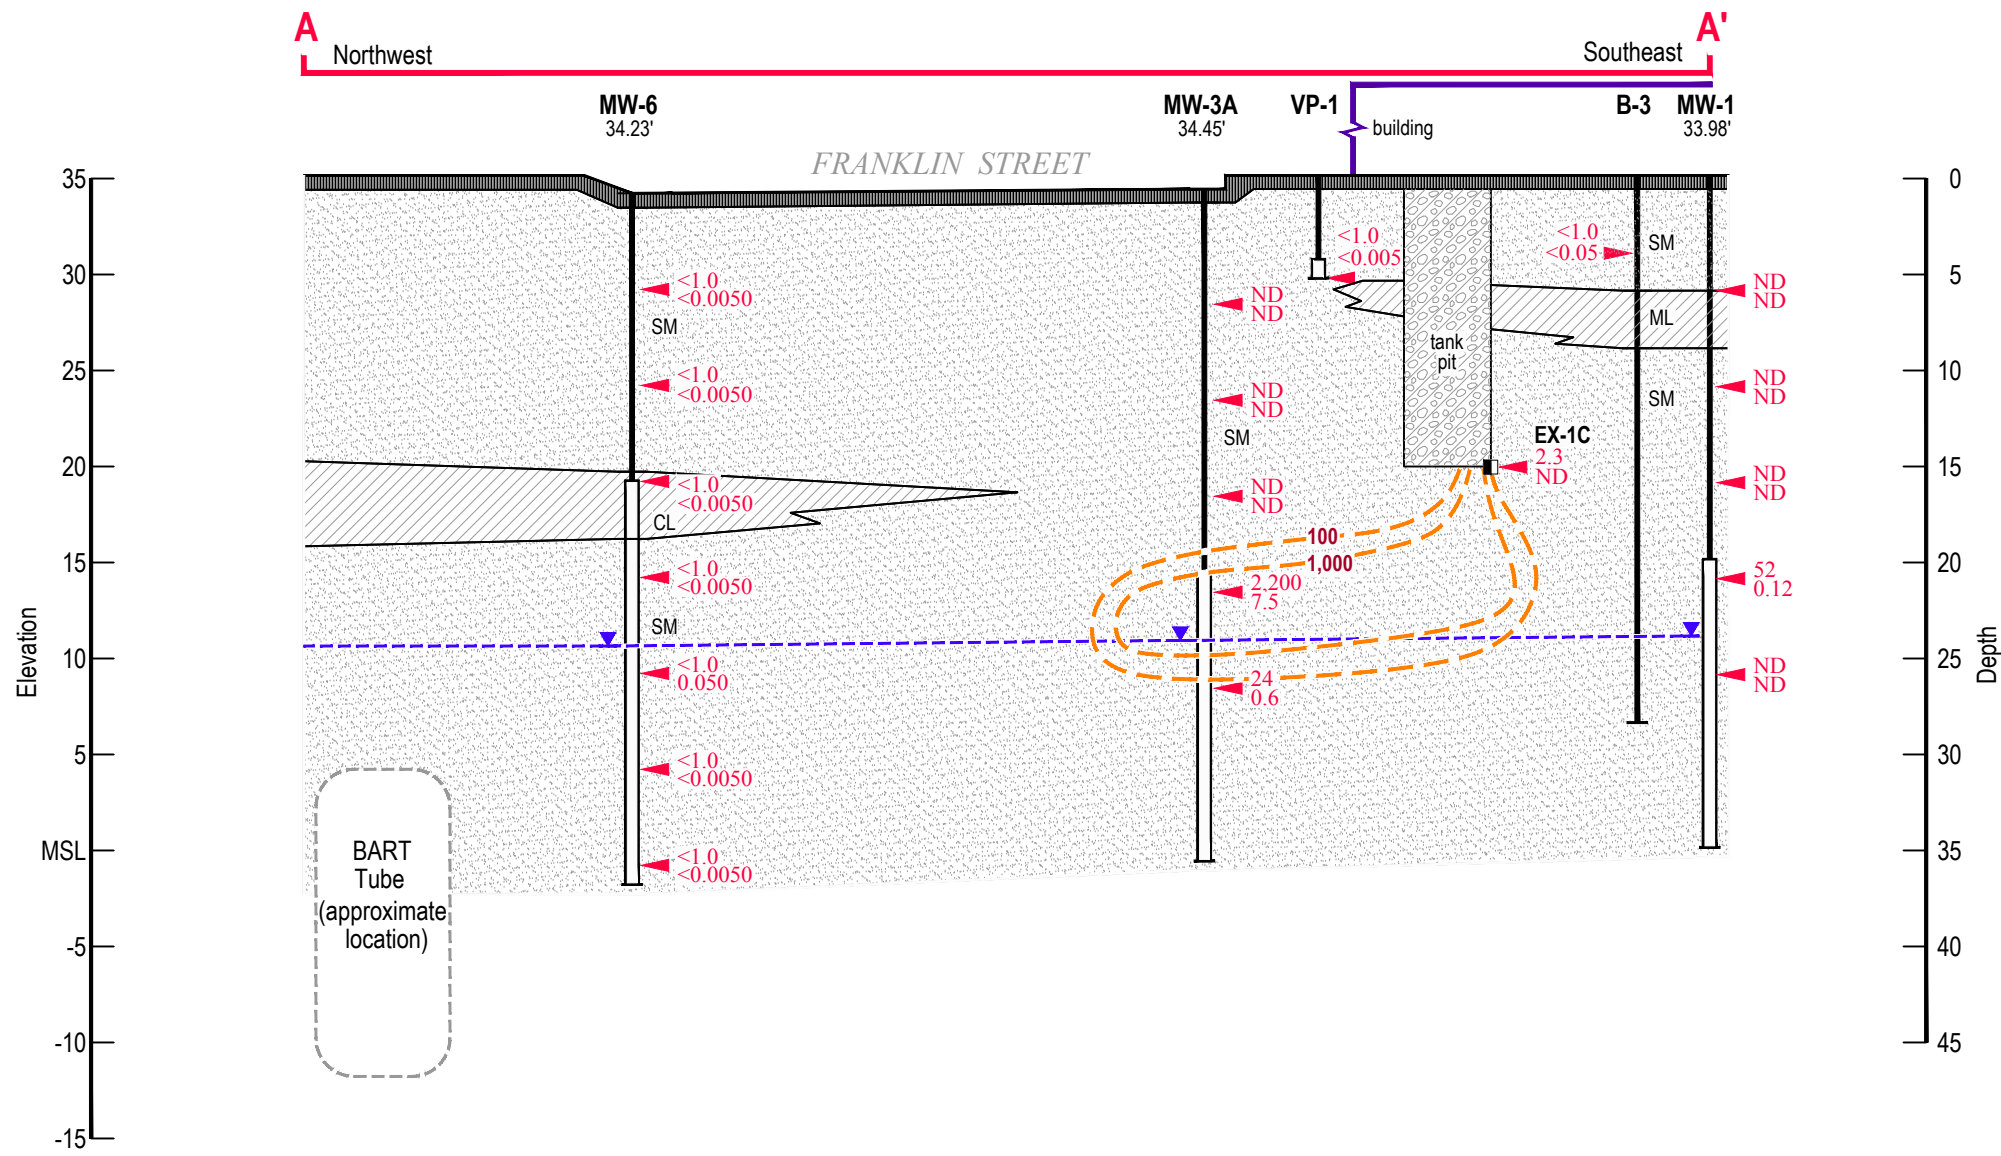 A
A'
Northwest
Southeast
MW-6
34.23'
MW-3A
34.45'
VP-1
building
B-3
MW-1
33.98'
FRANKLIN STREET
35
30
25
20
15
10
5
MSL
-5
-10
-15
Elevation
<1.0
<0.0050
SM
<1.0
<0.0050
<1.0
<0.0050
CL
<1.0
<0.0050
SM
<1.0
0.050
<1.0
<0.0050
<1.0
<0.0050
BART
Tube
(approximate
location)
ND
ND
ND
ND
SM
ND
ND
2.200
7.5
24
0.6
100
1,000
<1.0
<0.005
tank
pit
EX-1C
2.3
ND
<1.0
<0.05
SM
ML
SM
ND
ND
ND
ND
ND
ND
52
0.12
ND
ND
0
5
10
15
20
25
30
35
40
45
Depth